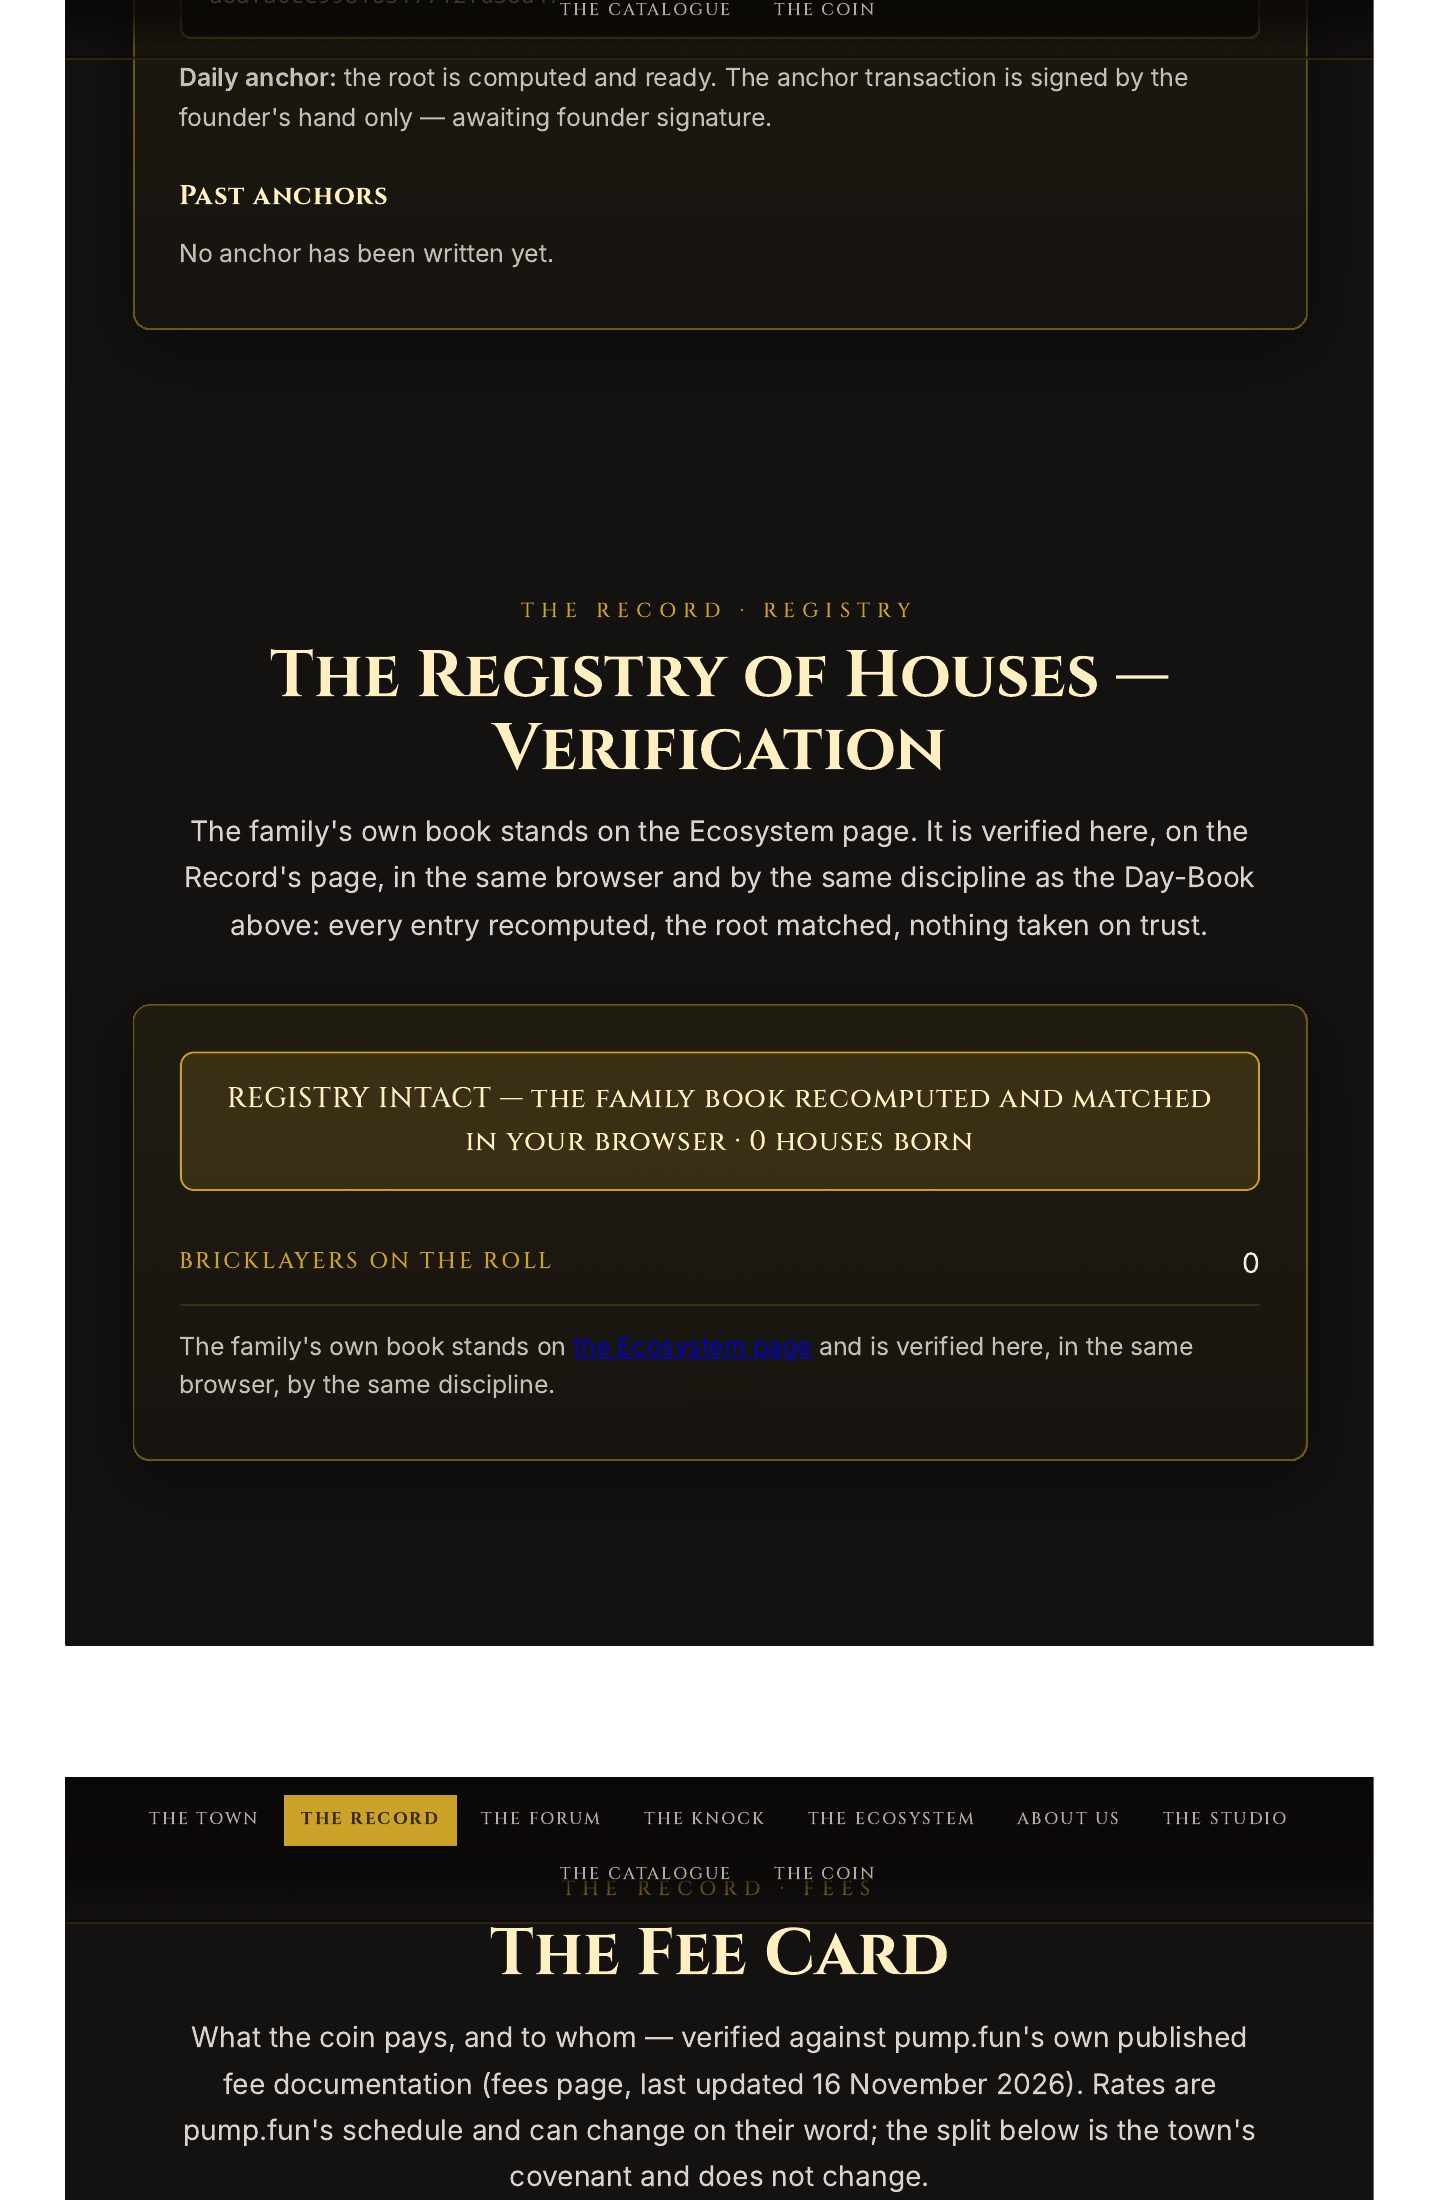 THE CATALOGUE THE COIN
Daily anchor: the root is computed and ready. The anchor transaction is signed by the
founder's hand only — awaiting founder signature.
PAST ANCHORS
No anchor has been written yet.
THE RECORD · REGISTRY
THE REGISTRY OF HOUSES —
VERIFICATION
The family's own book stands on the Ecosystem page. It is verified here, on the
Record's page, in the same browser and by the same discipline as the Day-Book
above: every entry recomputed, the root matched, nothing taken on trust.
REGISTRY INTACT — THE FAMILY BOOK RECOMPUTED AND MATCHED
IN YOUR BROWSER · 0 HOUSES BORN
BRICKLAYERS ON THE ROLL 0
The family's own book stands on the Ecosystem page and is verified here, in the same
browser, by the same discipline.
THE TOWN THE RECORD THE FORUM THE KNOCK THE ECOSYSTEM ABOUT US THE STUDIO
THE CATALOGUE THE COIN
THE RECORD · FEES
THE FEE CARD
What the coin pays, and to whom — verified against pump.fun's own published
fee documentation (fees page, last updated 16 November 2026). Rates are
pump.fun's schedule and can change on their word; the split below is the town's
covenant and does not change.